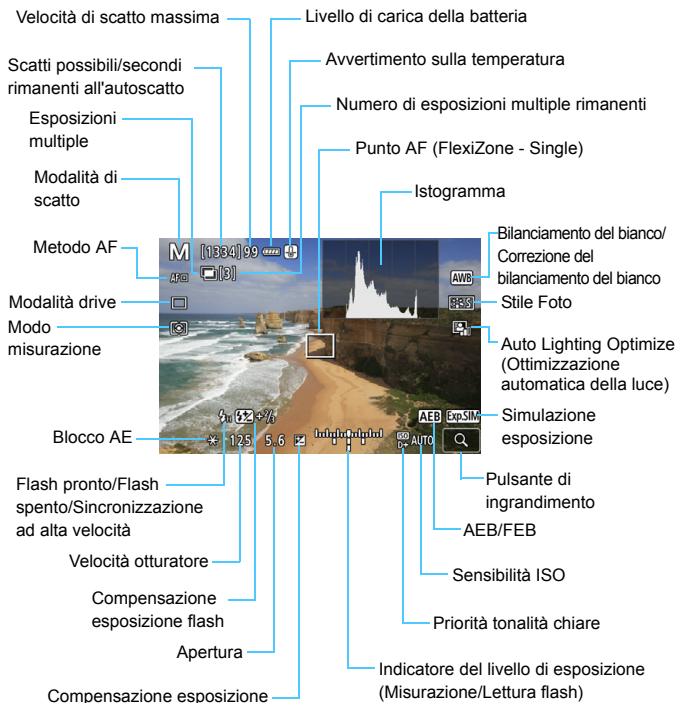 Velocità di scatto massima
Livello di carica della batteria
Scatti possibili/secondi
rimanenti all'autoscatto
Avvertimento sulla temperatura
Esposizioni
multiple
Numero di esposizioni multiple rimanenti
Punto AF (FlexiZone - Single)
Modalità di
scatto
Istogramma
Metodo AF
Bilanciamento del bianco/
Correzione del
bilanciamento del bianco
M [1334] 99
[3]
AF
AWB
Modalità drive
Stile Foto
Modo
misurazione
Auto Lighting Optimize
(Ottimizzazione
automatica della luce)
+⅔
AEB Exp.SIM
Simulazione
esposizione
Blocco AE
125 5.6 ISO D+ AUTO
Flash pronto/Flash
spento/Sincronizzazione
ad alta velocità
Pulsante di
ingrandimento
AEB/FEB
Velocità otturatore
Sensibilità ISO
Compensazione
esposizione flash
Priorità tonalità chiare
Apertura
Indicatore del livello di esposizione
(Misurazione/Lettura flash)
Compensazione esposizione